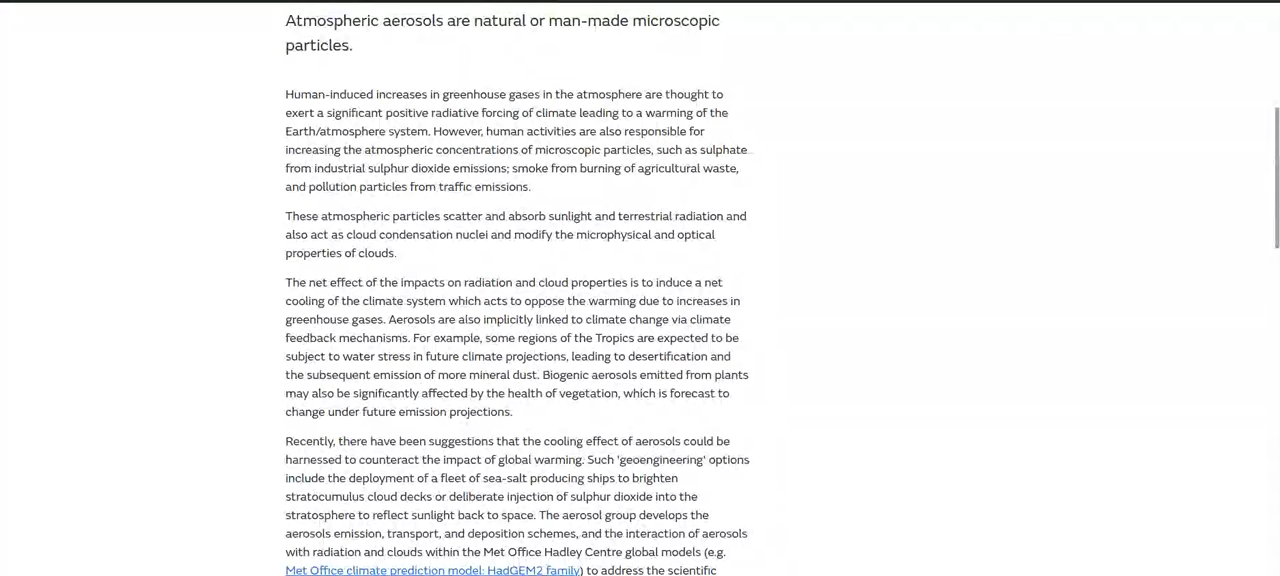 Atmospheric aerosols are natural or man-made microscopic
particles.
Human-induced increases in greenhouse gases in the atmosphere are thought to
exert a significant positive radiative forcing of climate leading to a warming of the
Earth/atmosphere system. However, human activities are also responsible for
increasing the atmospheric concentrations of microscopic particles, such as sulphate
from industrial sulphur dioxide emissions; smoke from burning of agricultural waste,
and pollution particles from traffic emissions.
These atmospheric particles scatter and absorb sunlight and terrestrial radiation and
also act as cloud condensation nuclei and modify the microphysical and optical
properties of clouds.
The net effect of the impacts on radiation and cloud properties is to induce a net
cooling of the climate system which acts to oppose the warming due to increases in
greenhouse gases. Aerosols are also implicitly linked to climate change via climate
feedback mechanisms. For example, some regions of the Tropics are expected to be
subject to water stress in future climate projections, leading to desertification and
the subsequent emission of more mineral dust. Biogenic aerosols emitted from plants
may also be significantly affected by the health of vegetation, which is forecast to
change under future emission projections.
Recently, there have been suggestions that the cooling effect of aerosols could be
harnessed to counteract the impact of global warming. Such 'geoengineering' options
include the deployment of a fleet of sea-salt producing ships to brighten
stratocumulus cloud decks or deliberate injection of sulphur dioxide into the
stratosphere to reflect sunlight back to space. The aerosol group develops the
aerosols emission, transport, and deposition schemes, and the interaction of aerosols
with radiation and clouds within the Met Office Hadley Centre global models (e.g.
Met Office climate prediction model: HadGEM2 family) to address the scientific